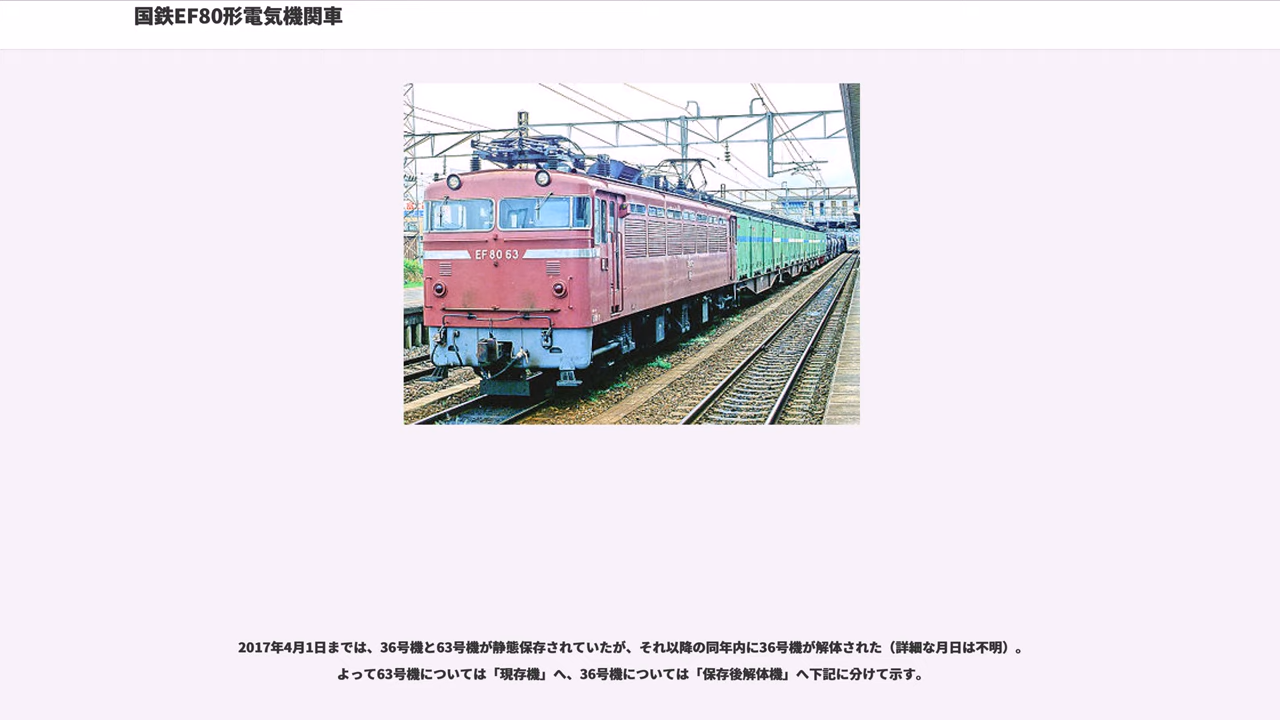 国鉄EF80形電気機関車
EF 80 63
2017年4月1日までは、36号機と63号機が静態保存されていたが、それ以降の同年内に36号機が解体された（詳細な月日は不明）。
よって63号機については「現存機」へ、36号機については「保存後解体機」へ下記に分けて示す。